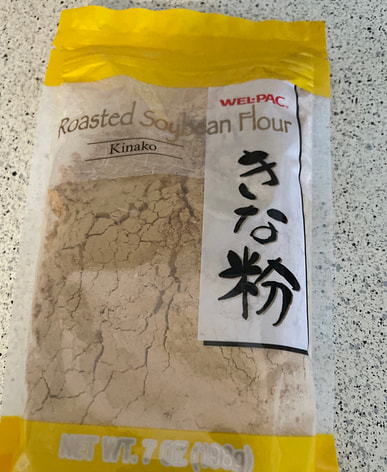 WEL-PAC
Roasted Soybean Flour
Kinako
きな粉
NET WT. 7 OZ (198g)